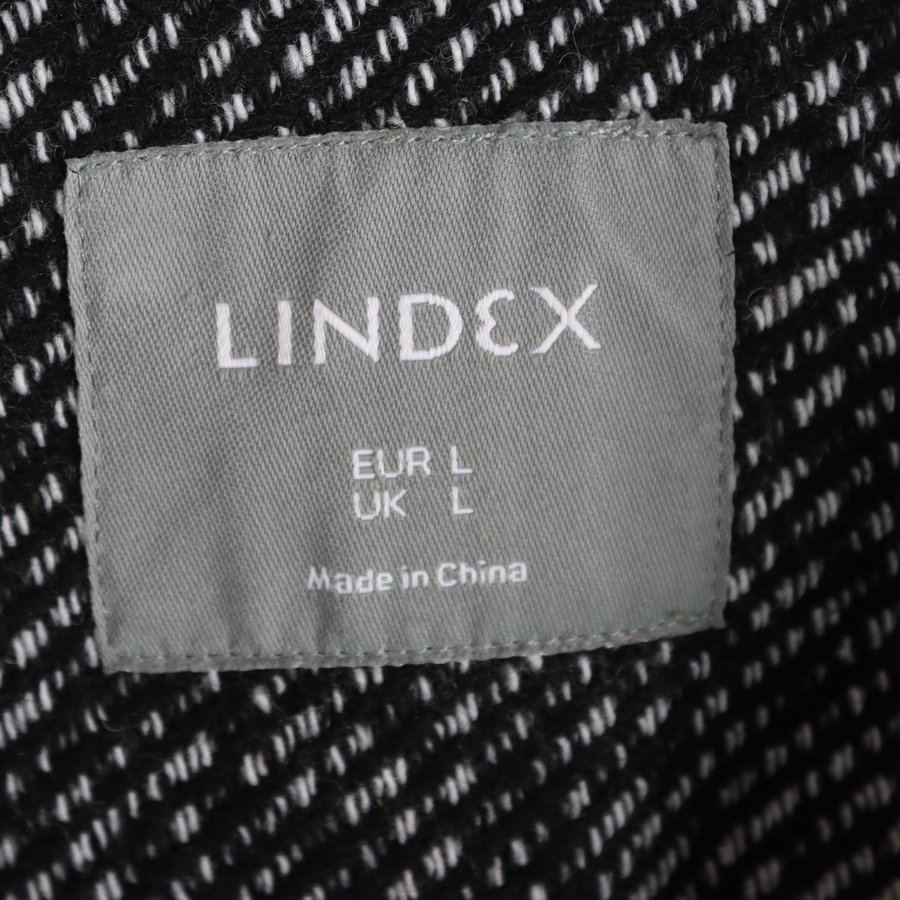 LINDEX
EUR L
UK L
Made in China